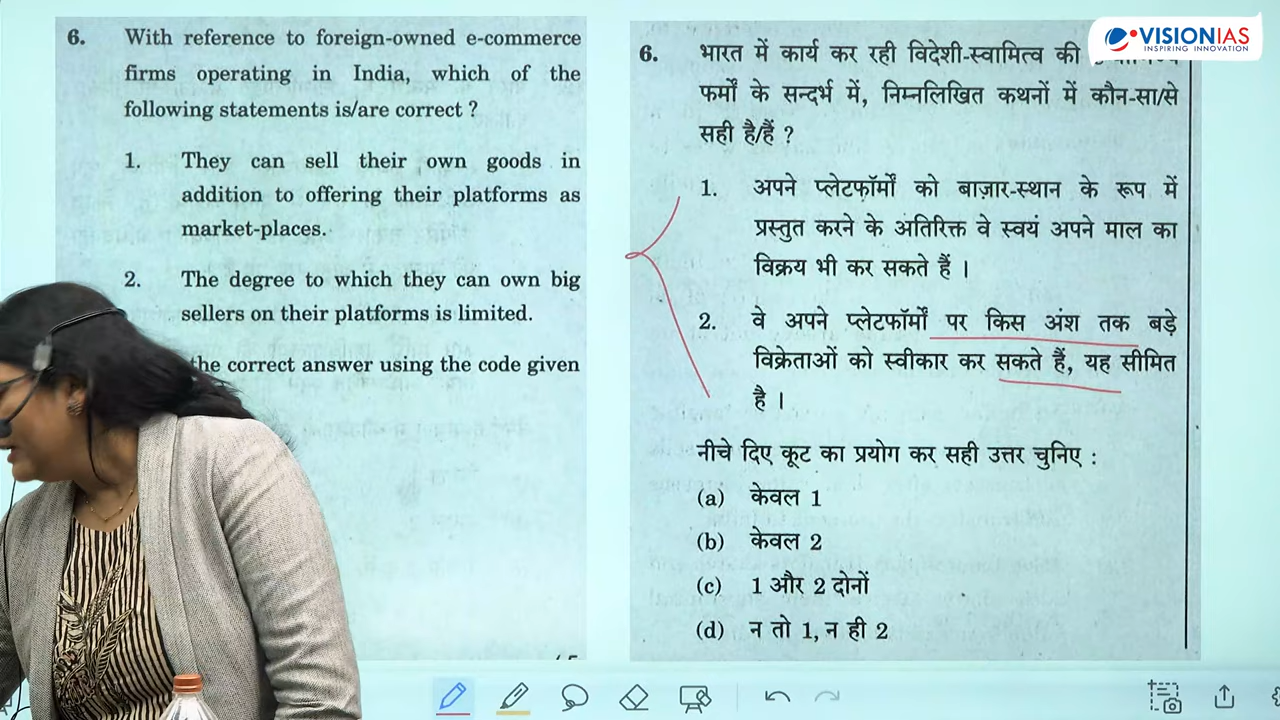 VISIONIAS
INSPIRING INNOVATION
6. With reference to foreign-owned e-commerce
firms operating in India, which of the
following statements is/are correct ?
1. They can sell their own goods in
addition to offering their platforms as
market-places.
2. The degree to which they can own big
sellers on their platforms is limited.
the correct answer using the code given
6. भारत में कार्य कर रही विदेशी-स्वामित्व की
फर्मों के सन्दर्भ में, निम्नलिखित कथनों में कौन-सा/से
सही है/हैं ?
1. अपने प्लेटफॉर्मों को बाज़ार-स्थान के रूप में
प्रस्तुत करने के अतिरिक्त वे स्वयं अपने माल का
विक्रय भी कर सकते हैं ।
2. वे अपने प्लेटफॉर्मों पर किस अंश तक बड़े
विक्रेताओं को स्वीकार कर सकते हैं, यह सीमित
है ।
नीचे दिए कूट का प्रयोग कर सही उत्तर चुनिए :
(a) केवल 1
(b) केवल 2
(c) 1 और 2 दोनों
(d) न तो 1, न ही 2